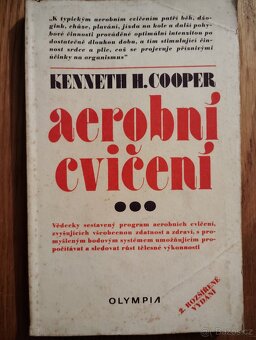 „K typickým aerobním cvičením patří běh, džo-
gink, chůze, plavání, jízda na kole a další pohy-
bové činnosti prováděné optimální intenzitou po
dostatečně dlouhou dobu, a tím stimulující čin-
nost srdce a plic, což se projevuje příznivými
účinky na organismus“
KENNETH H. COOPER
aerobní
cvičení
Vědecky sestavený program aerobních cvičení,
zvyšujících všeobecnou zdatnost a zdraví, s pro-
myšleným bodovým systémem umožňujícím pro-
počítávat a sledovat růst tělesné výkonnosti
OLYMPIA
2. ROZŠÍŘENÉ
VYDÁNÍ